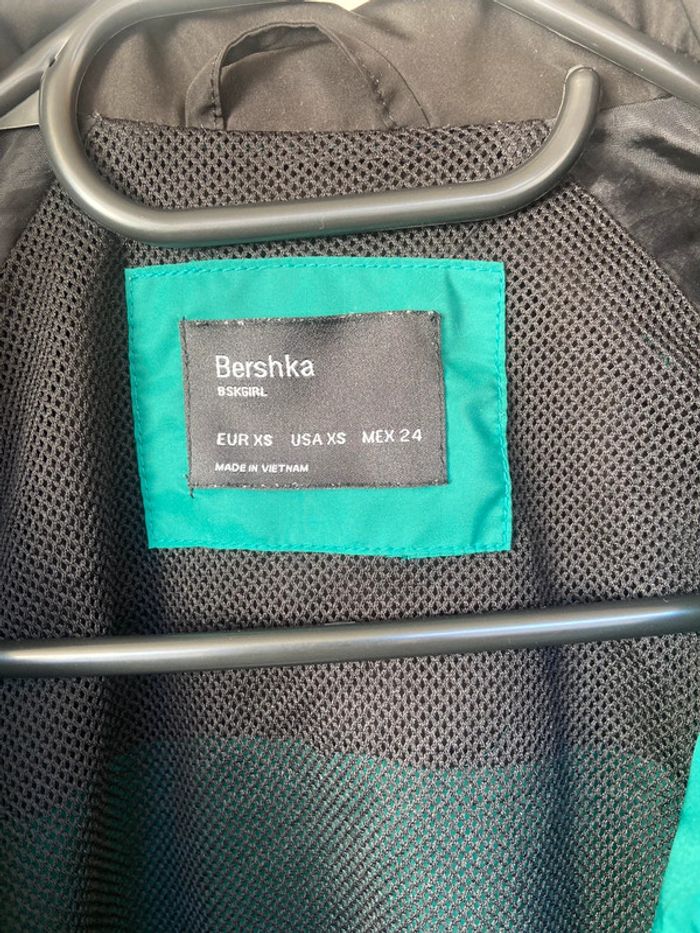 Bershka
BSKGIRL
EUR XS USA XS MEX 24
MADE IN VIETNAM